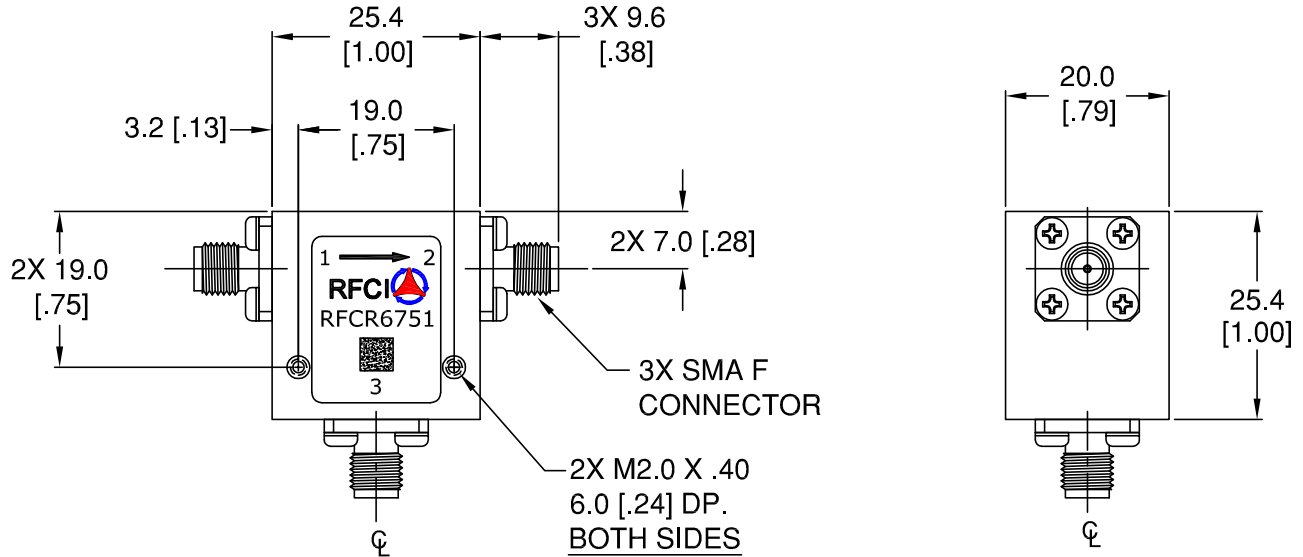 25.4
[1.00]
3X 9.6
[.38]
3.2 [.13]
19.0
[.75]
2X 19.0
[.75]
2X 7.0 [.28]
1
2
RFCI
RFCR6751
3
3X SMA F
CONNECTOR
2X M2.0 X .40
6.0 [.24] DP.
BOTH SIDES
℄
20.0
[.79]
25.4
[1.00]
℄